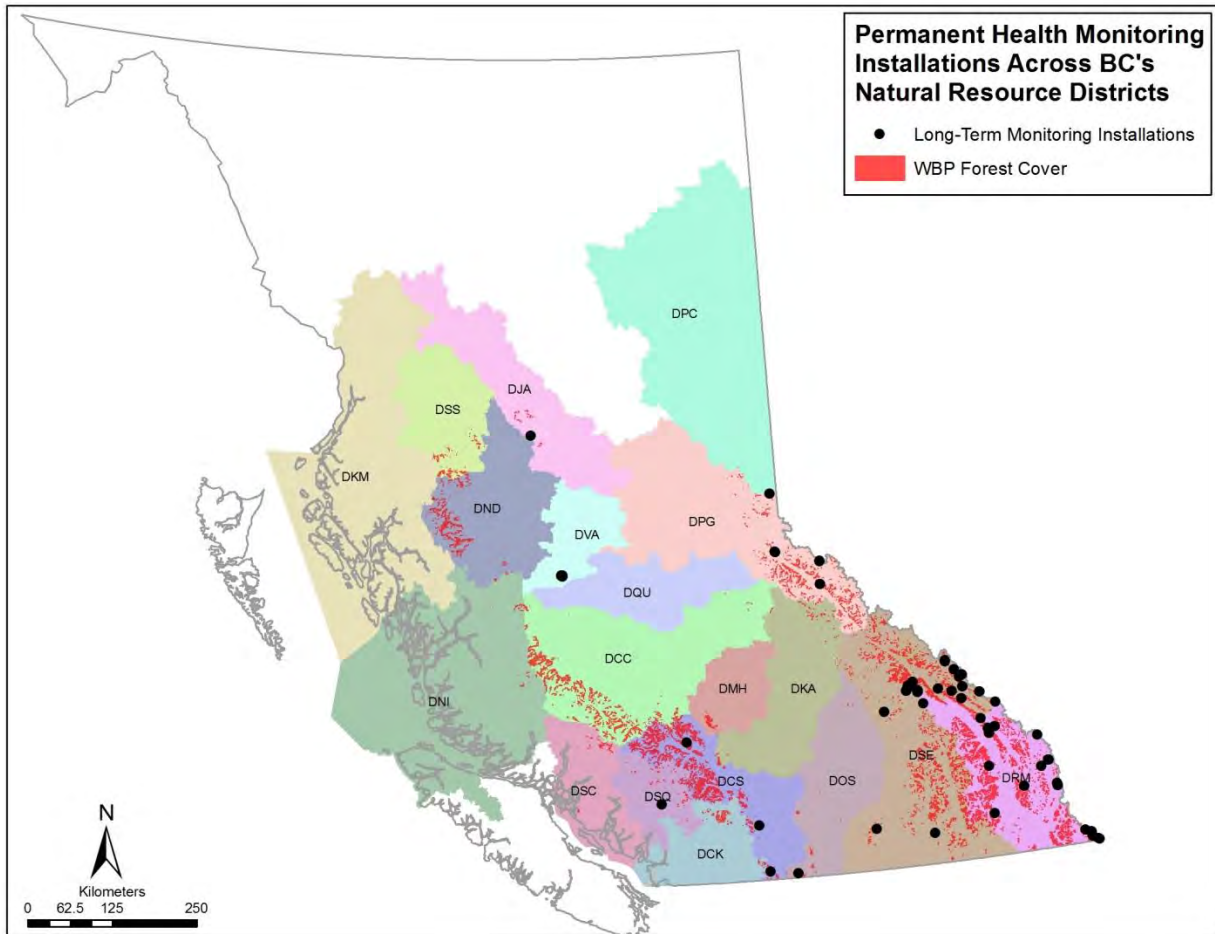 Permanent Health Monitoring
Installations Across BC's
Natural Resource Districts
Long-Term Monitoring Installations
WBP Forest Cover
DPC
DJA
DSS
DKM
DND
DVA
DPG
DQU
DCC
DMH
DKA
DNI
DSE
DRM
DOS
DCS
DSC
DSQ
DCK
N
Kilometers
0 62.5 125 250